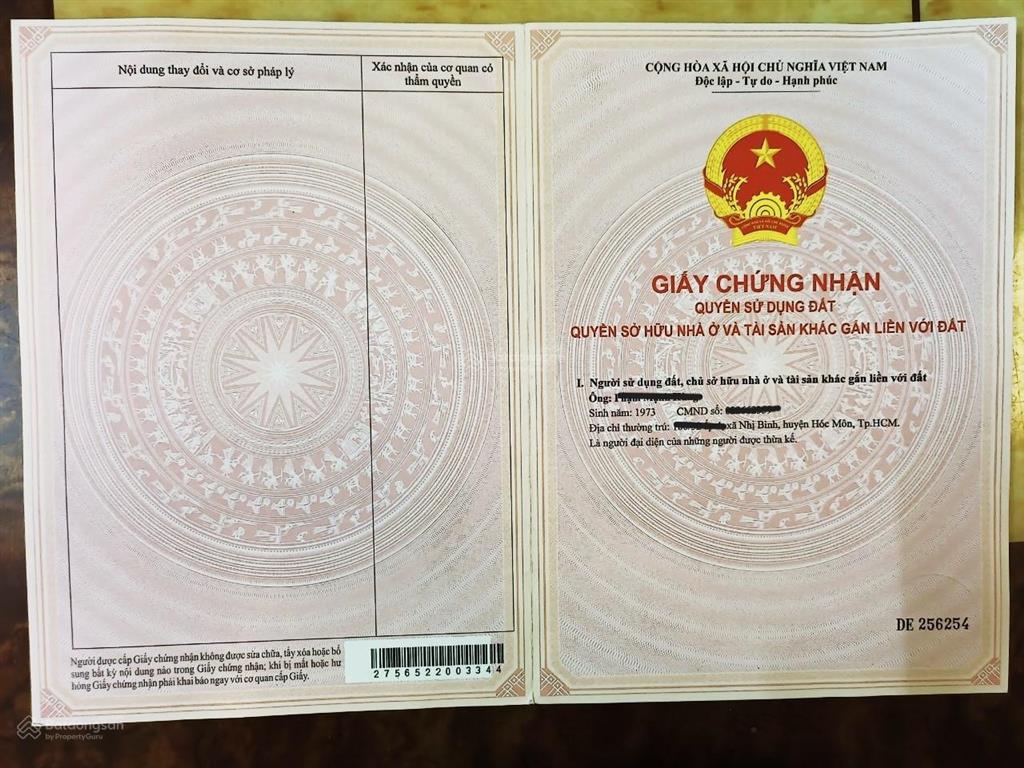 Nội dung thay đổi và cơ sở pháp lý
Xác nhận của cơ quan có
thẩm quyền
Người được cấp Giấy chứng nhận không được sửa chữa, tẩy xóa hoặc bổ
sung bất kỳ nội dung nào trong Giấy chứng nhận; khi bị mất hoặc hư
hỏng Giấy chứng nhận phải khai báo ngay với cơ quan cấp Giấy.
2756522003344
CỘNG HÒA XÃ HỘI CHỦ NGHĨA VIỆT NAM
Độc lập - Tự do - Hạnh phúc
VIỆT NAM
GIẤY CHỨNG NHẬN
QUYỀN SỬ DỤNG ĐẤT
QUYỀN SỞ HỮU NHÀ Ở VÀ TÀI SẢN KHÁC GẮN LIỀN VỚI ĐẤT
I. Người sử dụng đất, chủ sở hữu nhà ở và tài sản khác gắn liền với đất
Ông:
Sinh năm: 1973 CMND số:
Địa chỉ thường trú: xã Nhị Bình, huyện Hóc Môn, Tp.HCM.
Là người đại diện của những người được thừa kế.
DE 256254
Batdongsan
by PropertyGuru